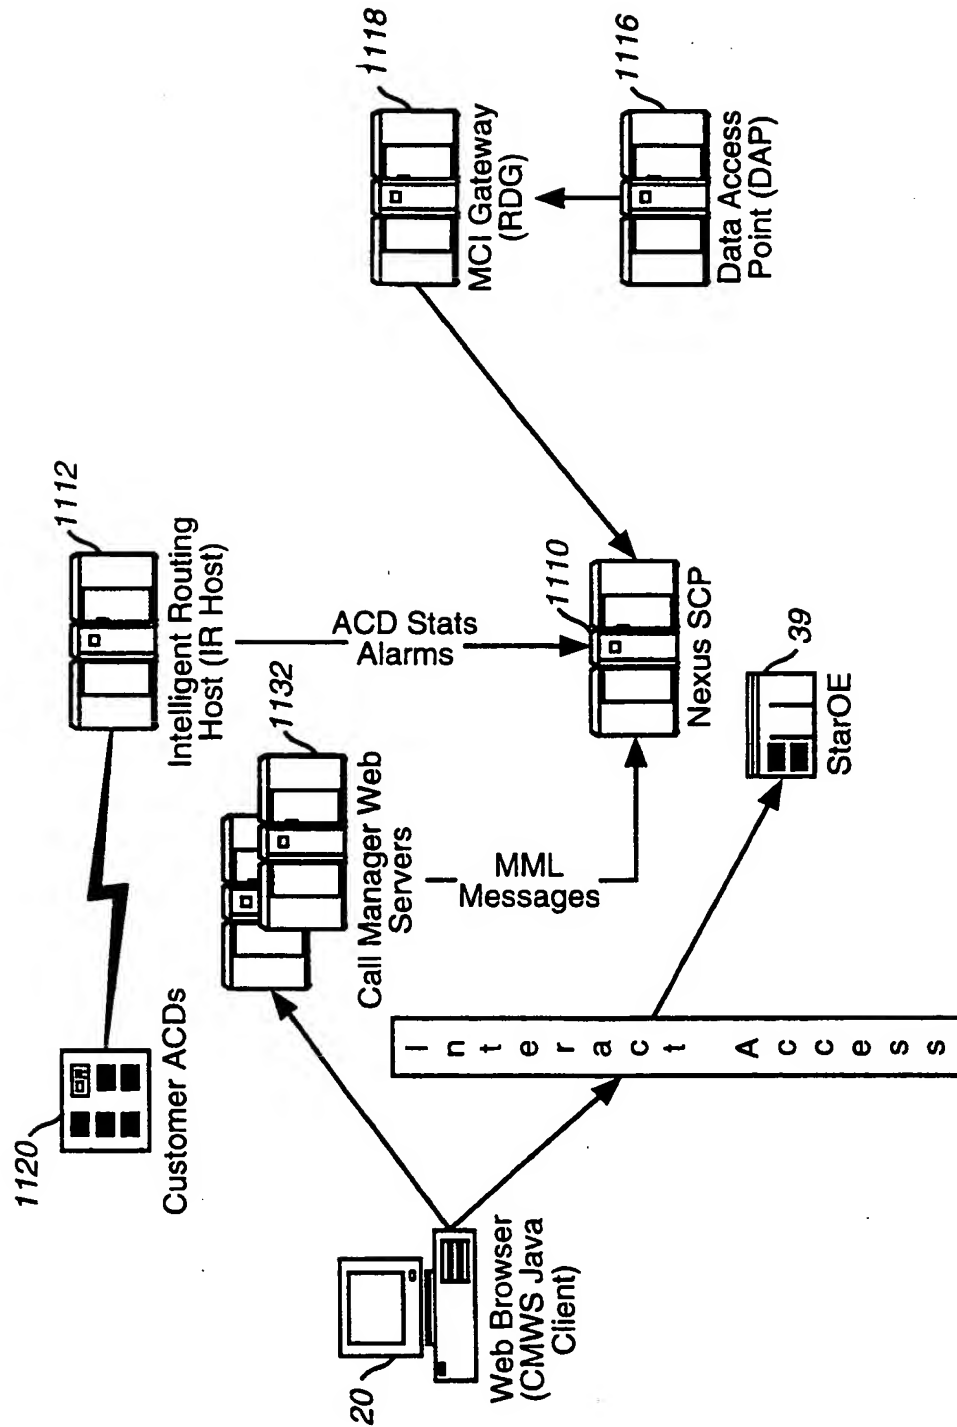 1120
Customer ACDs
1112
Intelligent Routing
Host (IR Host)
1118
MCI Gateway
(RDG)
1116
Data Access
Point (DAP)
ACD Stats
Alarms
1132
Call Manager Web
Servers
MML
Messages
1110
Nexus SCP
39
StarOE
20
Web Browser
(CMWS Java
Client)
Interact Access